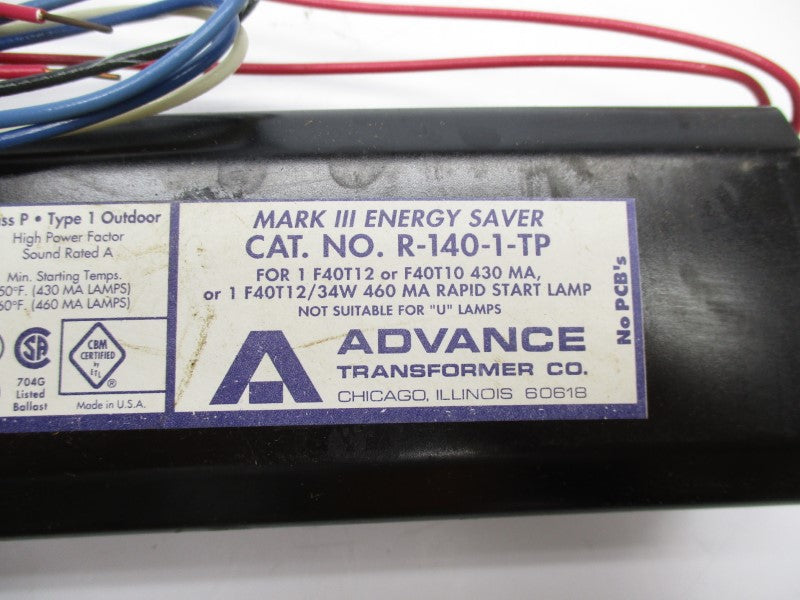 ss P • Type 1 Outdoor
High Power Factor
Sound Rated A
Min. Starting Temps.
50°F. (430 MA LAMPS)
60°F. (460 MA LAMPS)
SA
704G
Listed
Ballast
CBM
CERTIFIED
by
ETL
®
Made in U.S.A.
MARK III ENERGY SAVER
CAT. NO. R-140-1-TP
FOR 1 F40T12 or F40T10 430 MA,
or 1 F40T12/34W 460 MA RAPID START LAMP
NOT SUITABLE FOR "U" LAMPS
ADVANCE
TRANSFORMER CO.
CHICAGO, ILLINOIS 60618
No PCB's